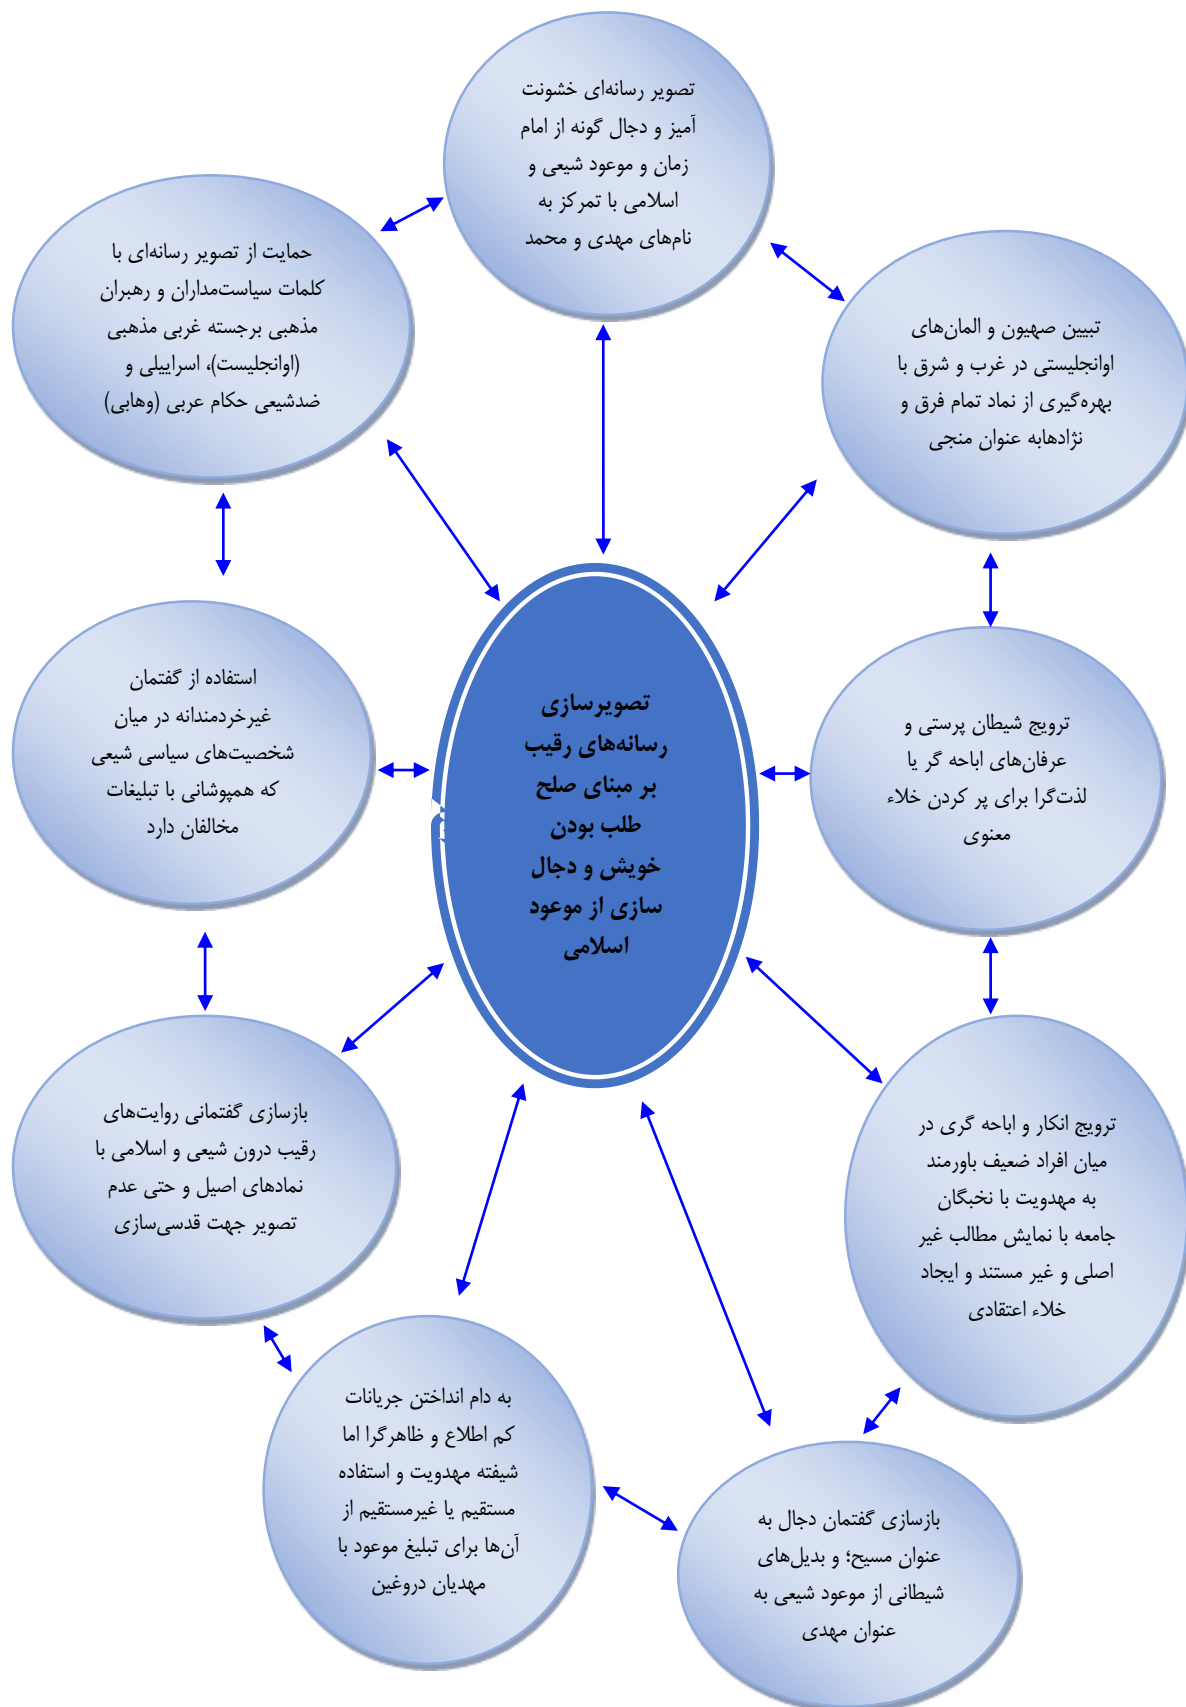 تصویر رسانه‌ای خشونت
آمیز و دجال گونه از امام
زمان و موعود شیعی و
اسلامی با تمرکز به
نام‌های مهدی و محمد
حمایت از تصویر رسانه‌ای با
کلمات سیاست‌مداران و رهبران
مذهبی برجسته غربی مذهبی
(اوانجلیست)، اسراییلی و
ضدشیعی حکام عربی (وهابی)
تبیین صهیون و المان‌های
اوانجلیستی در غرب و شرق با
بهره‌گیری از نماد تمام فرق و
نژادهابه عنوان منجی
استفاده از گفتمان
غیرخردمندانه در میان
شخصیت‌های سیاسی شیعی
که همپوشانی با تبلیغات
مخالفان دارد
تصویرسازی
رسانه‌های رقیب
بر مبنای صلح
طلب بودن
خویش و دجال
سازی از موعود
اسلامی
ترویج شیطان پرستی و
عرفان‌های اباحه گر یا
لذت‌گرا برای پر کردن خلاء
معنوی
بازسازی گفتمانی روایت‌های
رقیب درون شیعی و اسلامی با
نمادهای اصیل و حتی عدم
تصویر جهت قدسی‌سازی
ترویج انکار و اباحه گری در
میان افراد ضعیف باورمند
به مهدویت با نخبگان
جامعه با نمایش مطالب غیر
اصلی و غیر مستند و ایجاد
خلاء اعتقادی
به دام انداختن جریانات
کم اطلاع و ظاهرگرا اما
شیفته مهدویت و استفاده
مستقیم یا غیرمستقیم از
آن‌ها برای تبلیغ موعود با
مهدیان دروغین
بازسازی گفتمان دجال به
عنوان مسیح؛ و بدیل‌های
شیطانی از موعود شیعی به
عنوان مهدی